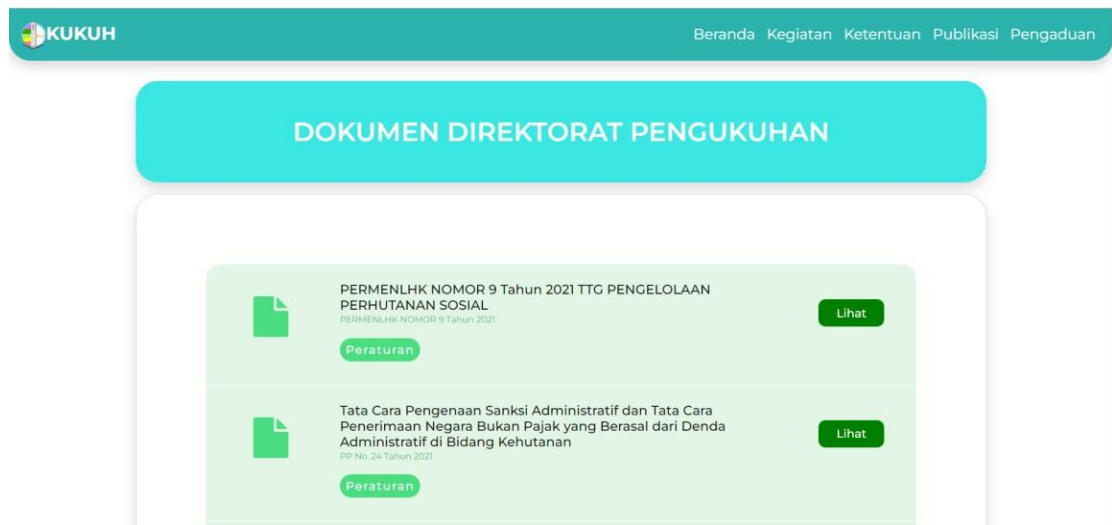 KUKUH
Beranda Kegiatan Ketentuan Publikasi Pengaduan
DOKUMEN DIREKTORAT PENGUKUHAN
PERMENLHK NOMOR 9 Tahun 2021 TTG PENGELOLAAN
PERHUTANAN SOSIAL
PERMENLHK NOMOR 9 Tahun 2021
Lihat
Peraturan
Tata Cara Pengenaan Sanksi Administratif dan Tata Cara
Penerimaan Negara Bukan Pajak yang Berasal dari Denda
Administratif di Bidang Kehutanan
PP No. 24 Tahun 2021
Lihat
Peraturan